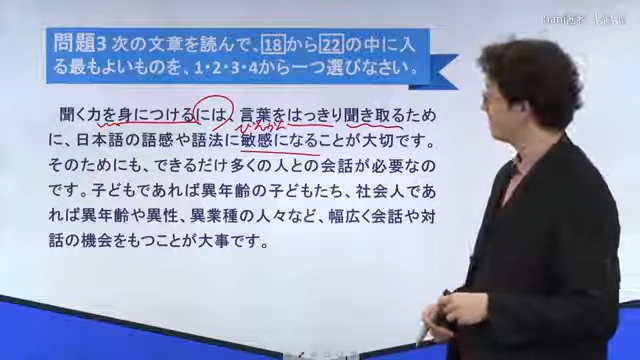 問題3 次の文章を読んで、18から22の中に入
る最もよいものを、1・2・3・4から一つ選びなさい。
聞く力を身につけるには、言葉をはっきり聞き取るため
びんかん
に、日本語の語感や語法に敏感になることが大切です。
そのためにも、できるだけ多くの人との会話が必要なの
です。子どもであれば異年齢の子どもたち、社会人であ
れば異年齢や異性、異業種の人々など、幅広く会話や対
話の機会をもつことが大事です。